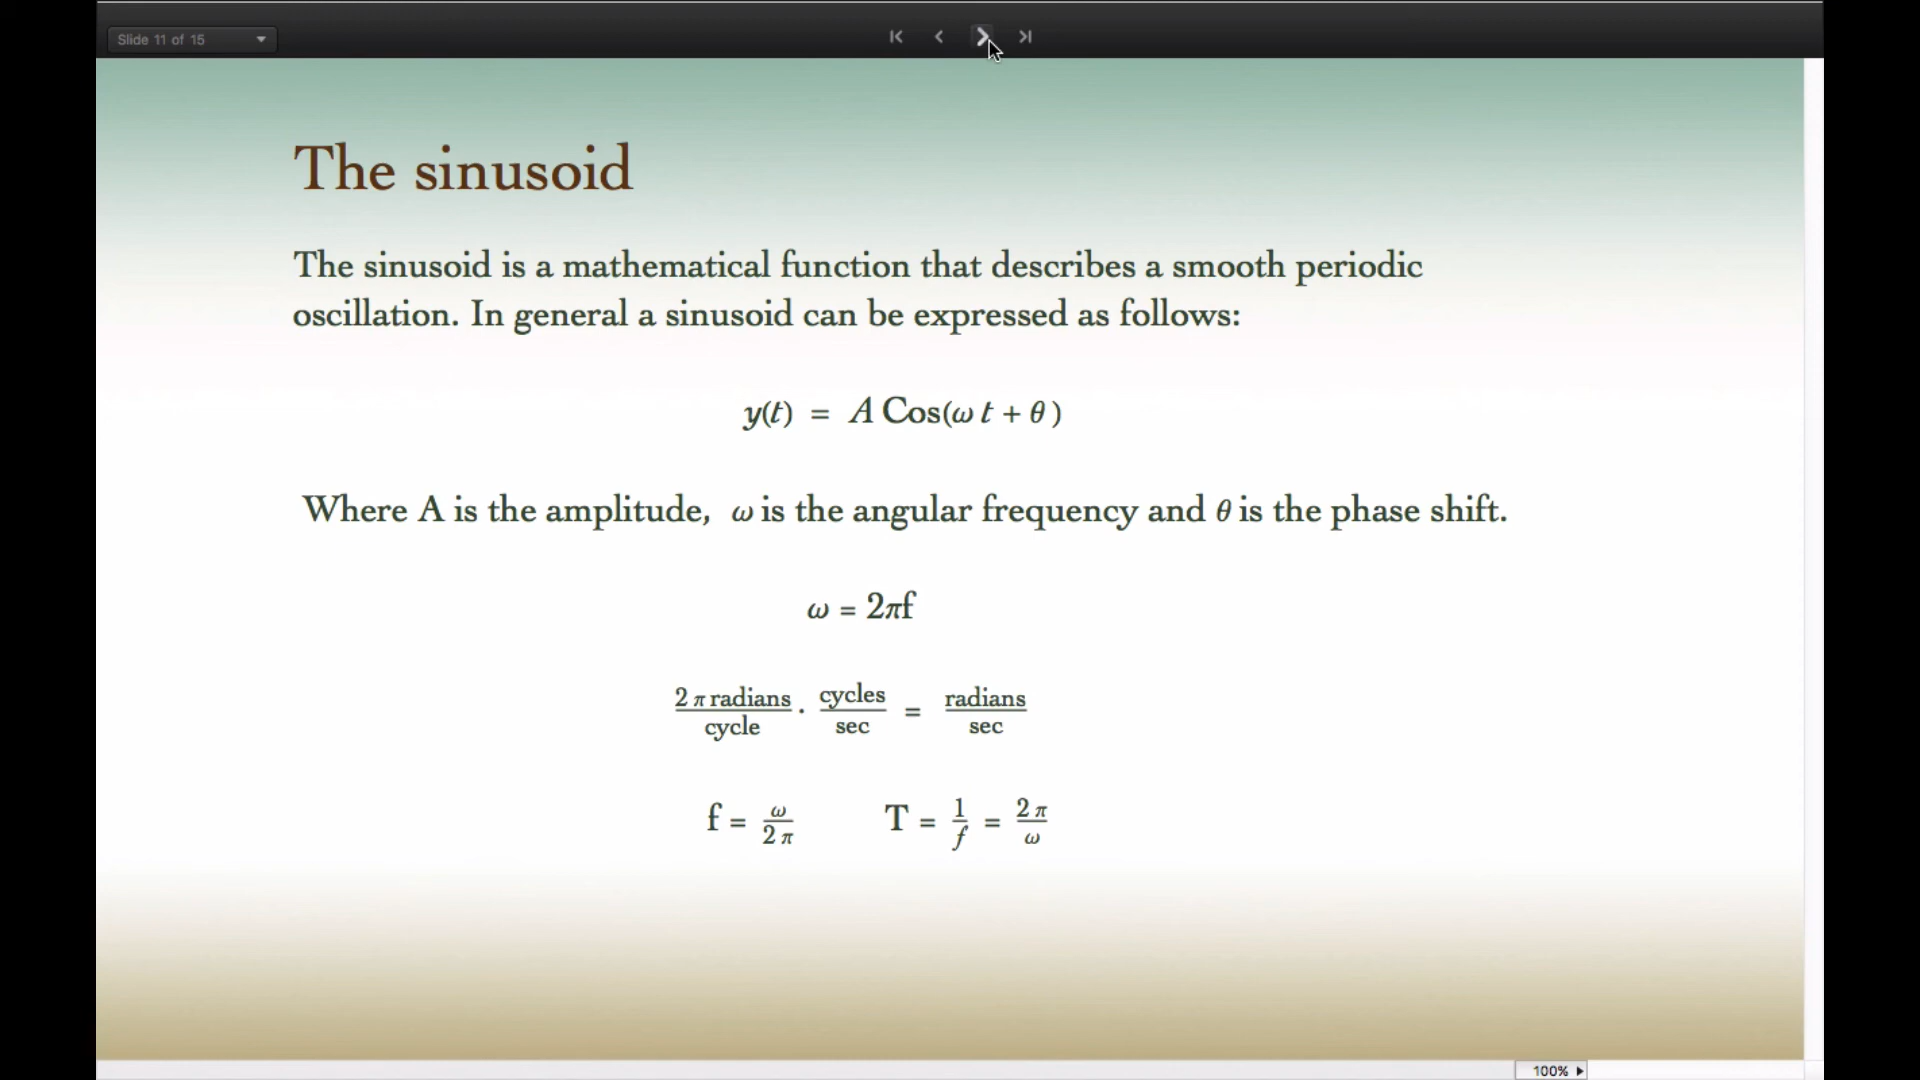 Slide 11 of 15
The sinusoid
The sinusoid is a mathematical function that describes a smooth periodic
oscillation. In general a sinusoid can be expressed as follows:
y(t) = A Cos(ω t + θ )
Where A is the amplitude, ω is the angular frequency and θ is the phase shift.
ω = 2πf
2 π radians/cycle · cycles/sec = radians/sec
f = ω/2 π T = 1/f = 2 π/ω
100%